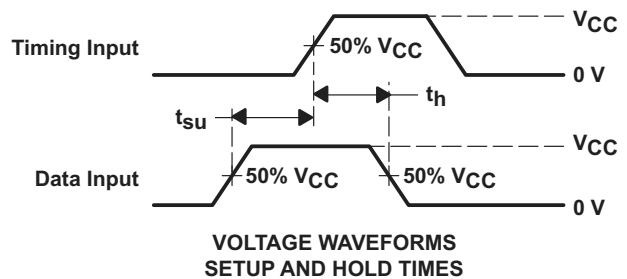 VCC
Timing Input
50% VCC
0 V
th
tsu
VCC
Data Input
50% VCC
50% VCC
0 V
VOLTAGE WAVEFORMS
SETUP AND HOLD TIMES